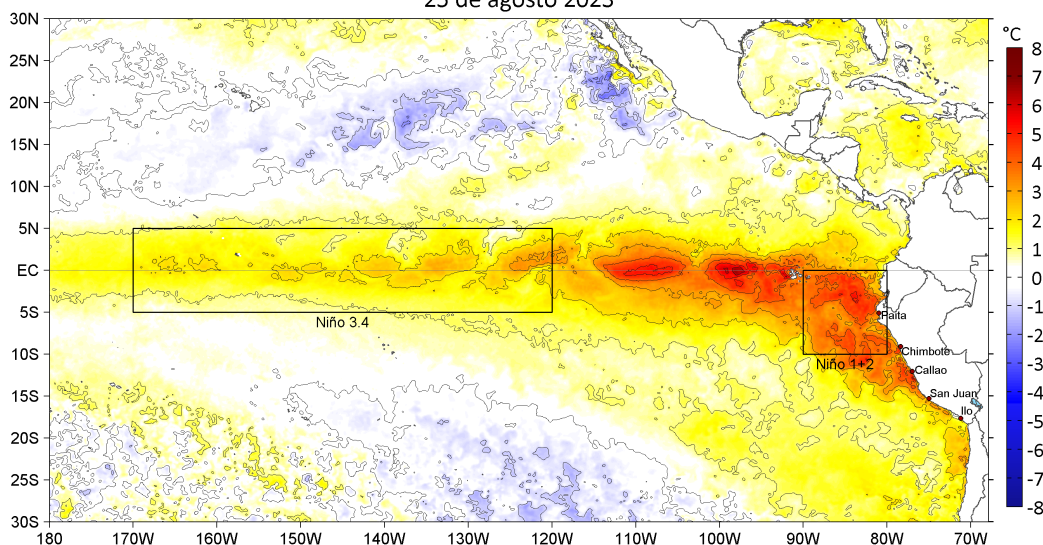 25 de agosto 2023
°C
30N
25N
20N
15N
10N
5N
EC
5S
10S
15S
20S
25S
30S
8
7
6
5
4
3
2
1
0
-1
-2
-3
-4
-5
-6
-7
-8
Niño 3.4
Niño 1+2
Paita
Chimbote
Callao
San Juan
Ilo
180 170W 160W 150W 140W 130W 120W 110W 100W 90W 80W 70W